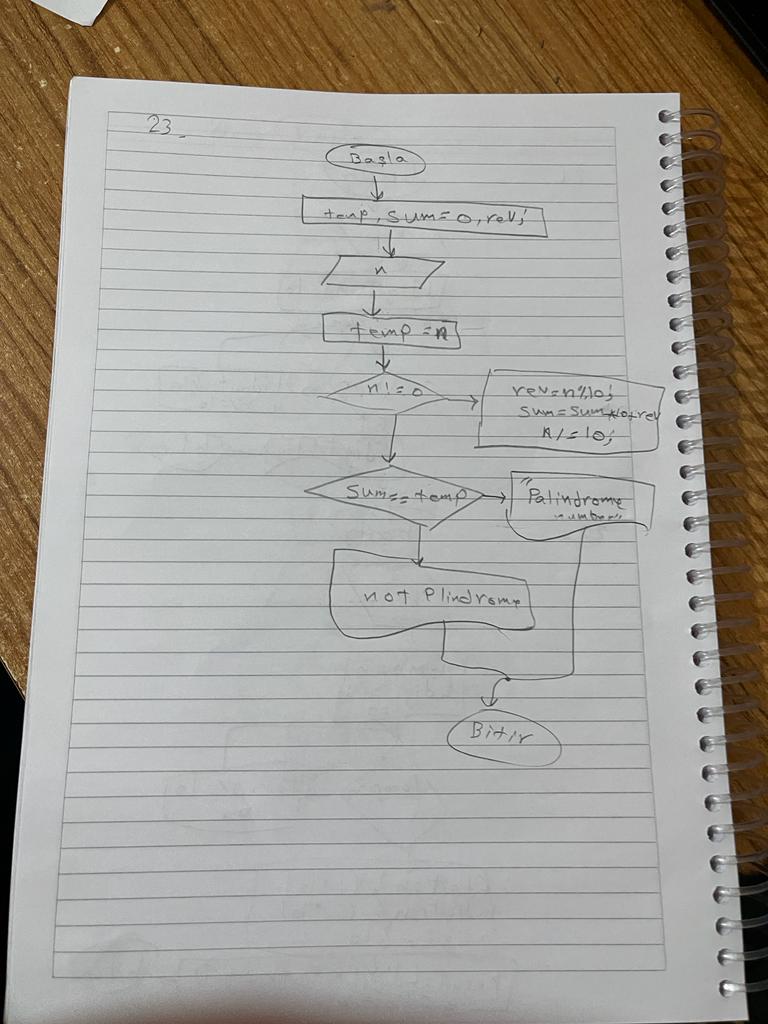 23_
Başla
temp, sum=0, rev;
n
temp = n
n! = 0
rev=n%10;
sum=sum*10+rev
n/=10;
sum==temp
"Palindrome
number"
not Plindrome
Bitir